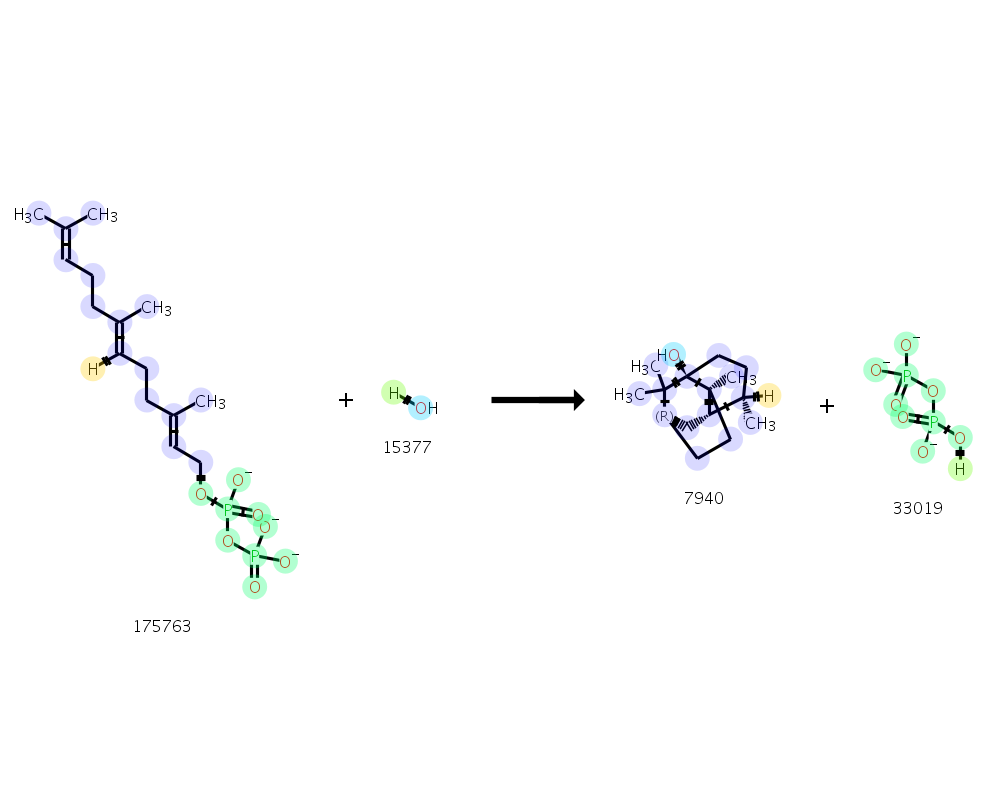 H₃C CH₃
CH₃
H
CH₃
O
O⁻
P O
O⁻
O P O⁻
O
175763
+
H
OH
15377
+
HO
H₃C CH₃
H₃C H
(R)
CH₃
7940
O⁻
O⁻ P
O
O O
P O
O⁻
H
33019